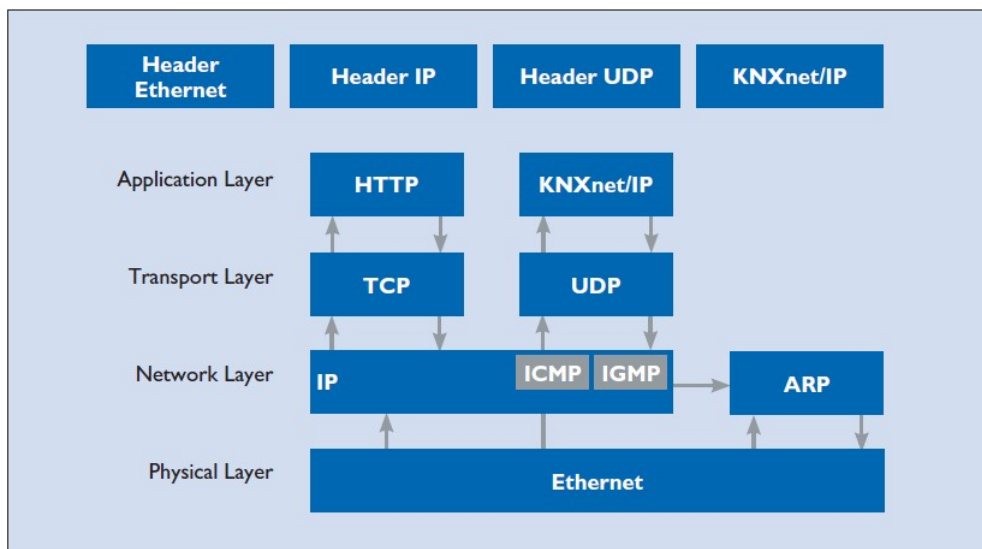 Header
Ethernet
Header IP
Header UDP
KNXnet/IP
Application Layer
HTTP
KNXnet/IP
Transport Layer
TCP
UDP
Network Layer
IP
ICMP
IGMP
ARP
Physical Layer
Ethernet